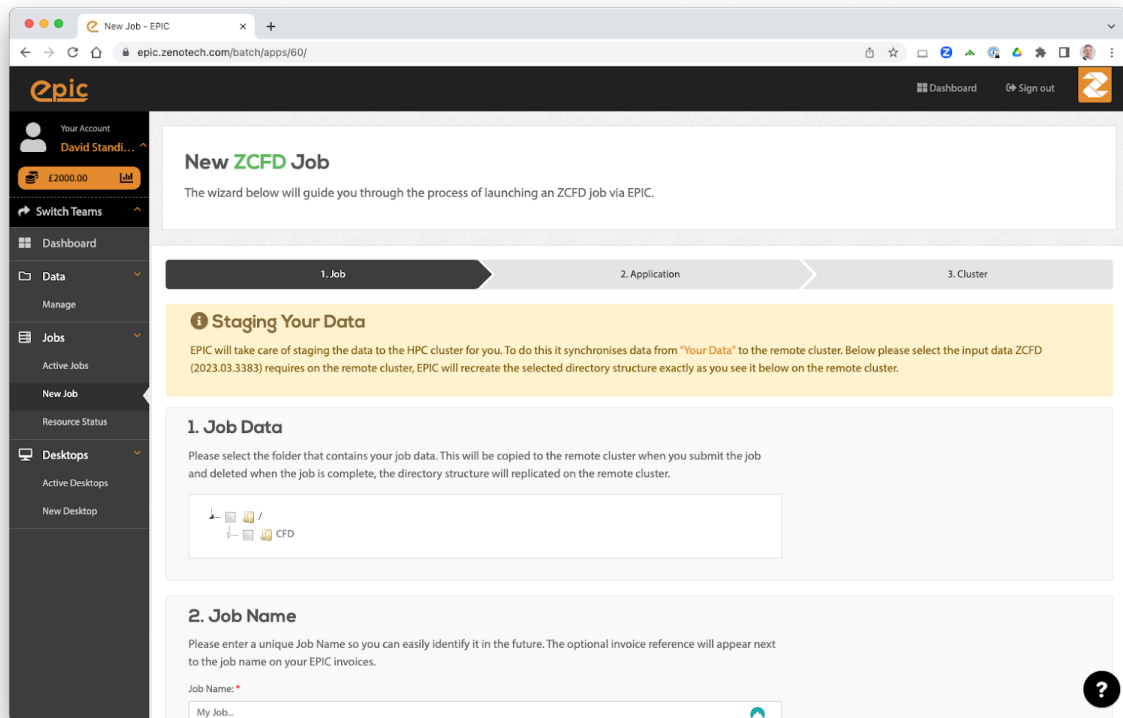 New Job - EPIC
epic.zenotech.com/batch/apps/60/
epic
Dashboard
Sign out
Your Account
David Standi...
£2000.00
Switch Teams
Dashboard
Data
Manage
Jobs
Active Jobs
New Job
Resource Status
Desktops
Active Desktops
New Desktop
New ZCFD Job
The wizard below will guide you through the process of launching an ZCFD job via EPIC.
1. Job
2. Application
3. Cluster
Staging Your Data
EPIC will take care of staging the data to the HPC cluster for you. To do this it synchronises data from "Your Data" to the remote cluster. Below please select the input data ZCFD
(2023.03.3383) requires on the remote cluster, EPIC will recreate the selected directory structure exactly as you see it below on the remote cluster.
1. Job Data
Please select the folder that contains your job data. This will be copied to the remote cluster when you submit the job
and deleted when the job is complete, the directory structure will replicated on the remote cluster.
/
CFD
2. Job Name
Please enter a unique Job Name so you can easily identify it in the future. The optional invoice reference will appear next
to the job name on your EPIC invoices.
Job Name: *
My Job...
?